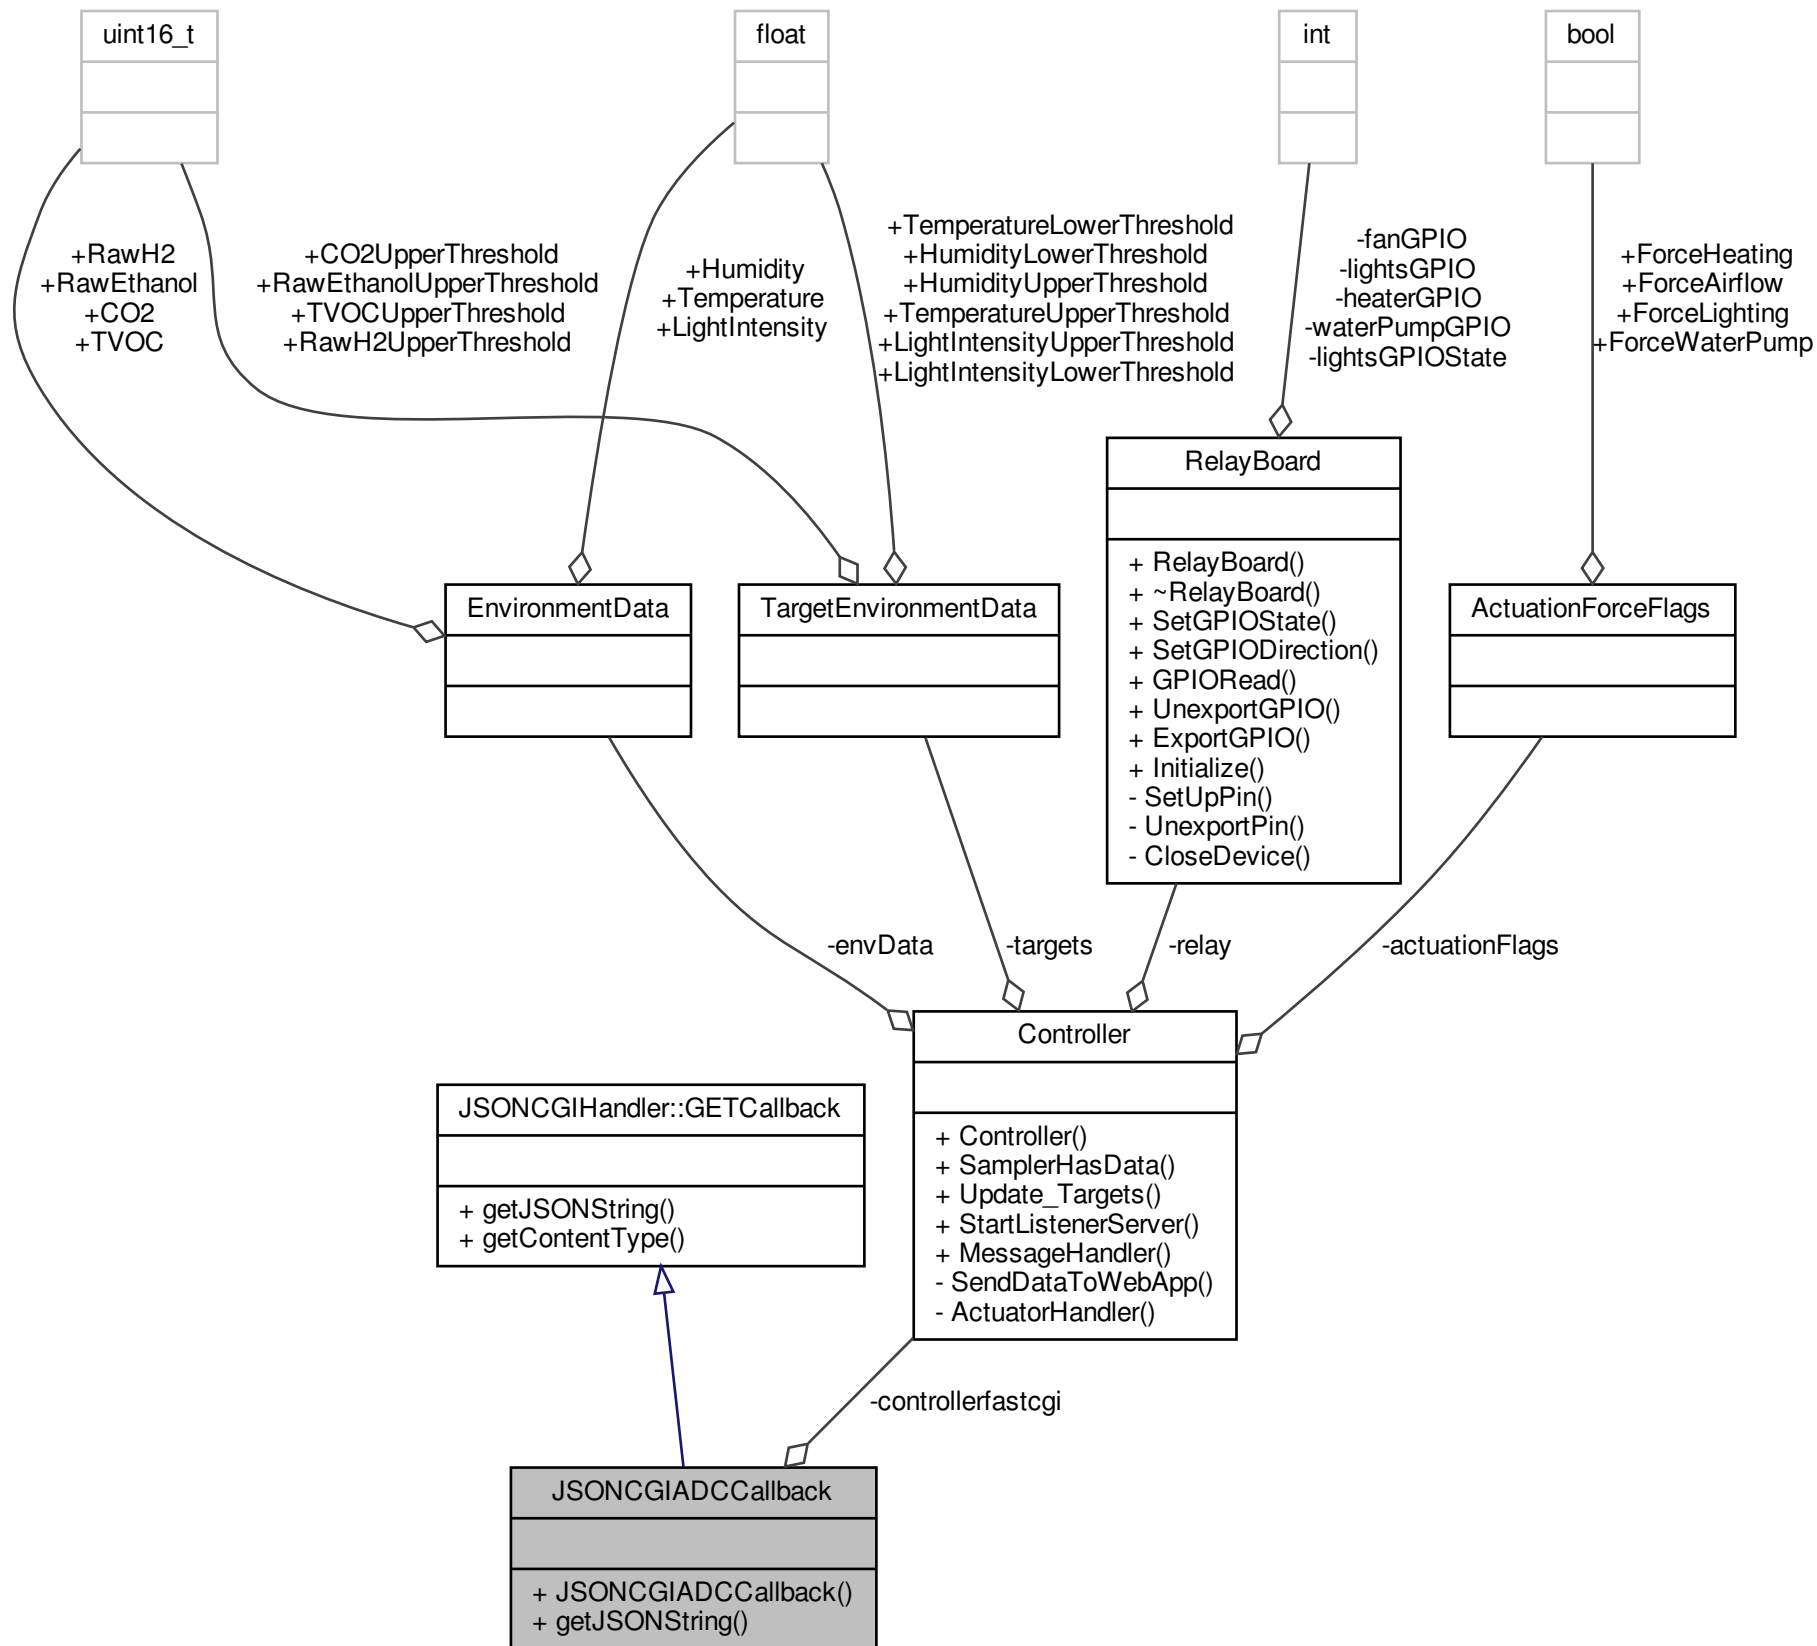 uint16_t
float
int
bool
+RawH2
+RawEthanol
+CO2
+TVOC
+CO2UpperThreshold
+RawEthanolUpperThreshold
+TVOCUpperThreshold
+RawH2UpperThreshold
+Humidity
+Temperature
+LightIntensity
+TemperatureLowerThreshold
+HumidityLowerThreshold
+HumidityUpperThreshold
+TemperatureUpperThreshold
+LightIntensityUpperThreshold
+LightIntensityLowerThreshold
-fanGPIO
-lightsGPIO
-heaterGPIO
-waterPumpGPIO
-lightsGPIOState
+ForceHeating
+ForceAirflow
+ForceLighting
+ForceWaterPump
EnvironmentData
TargetEnvironmentData
RelayBoard
+ RelayBoard()
+ ~RelayBoard()
+ SetGPIOState()
+ SetGPIODirection()
+ GPIORead()
+ UnexportGPIO()
+ ExportGPIO()
+ Initialize()
- SetUpPin()
- UnexportPin()
- CloseDevice()
ActuationForceFlags
-envData
-targets
-relay
-actuationFlags
JSONCGIHandler::GETCallback
+ getJSONString()
+ getContentType()
Controller
+ Controller()
+ SamplerHasData()
+ Update_Targets()
+ StartListenerServer()
+ MessageHandler()
- SendDataToWebApp()
- ActuatorHandler()
-controllerfastcgi
JSONCGIADCCallback
+ JSONCGIADCCallback()
+ getJSONString()